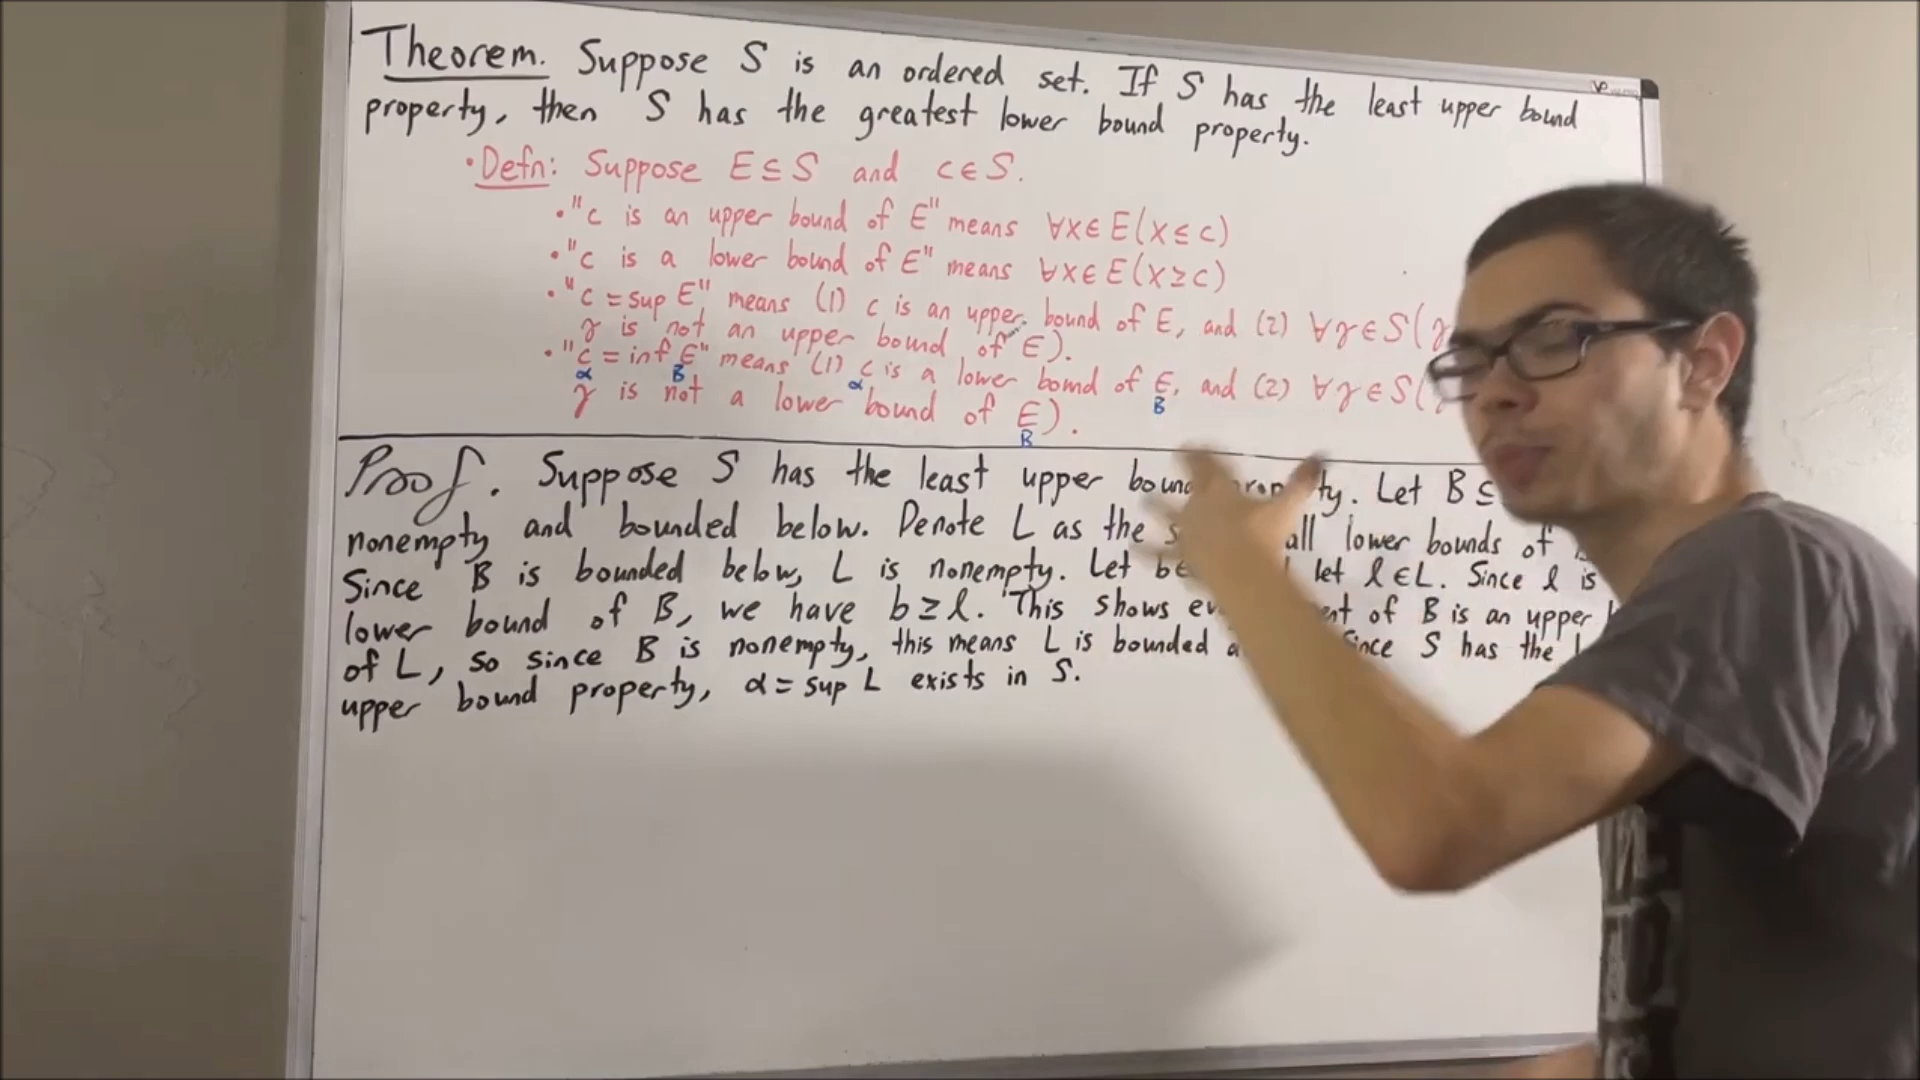 Theorem. Suppose S is an ordered set. If S has the least upper bound
property, then S has the greatest lower bound property.
• Defn: Suppose E ⊆ S and c ∈ S.
• "c is an upper bound of E" means ∀x ∈ E (x ≤ c)
• "c is a lower bound of E" means ∀x ∈ E (x ≥ c)
• "c = sup E" means (1) c is an upper bound of E, and (2) ∀γ ∈ S (
γ is not an upper bound of E).
• "c = inf E" means (1) c is a lower bound of E, and (2) ∀γ ∈ S (
α B α B
γ is not a lower bound of E).
B
Proof. Suppose S has the least upper bound property. Let B ⊆
nonempty and bounded below. Denote L as the all lower bounds of
Since B is bounded below, L is nonempty. Let b ∈ let l ∈ L. Since l is
lower bound of B, we have b ≥ l. This shows of B is an upper
of L, so since B is nonempty, this means L is bounded Since S has the
upper bound property, α = sup L exists in S.